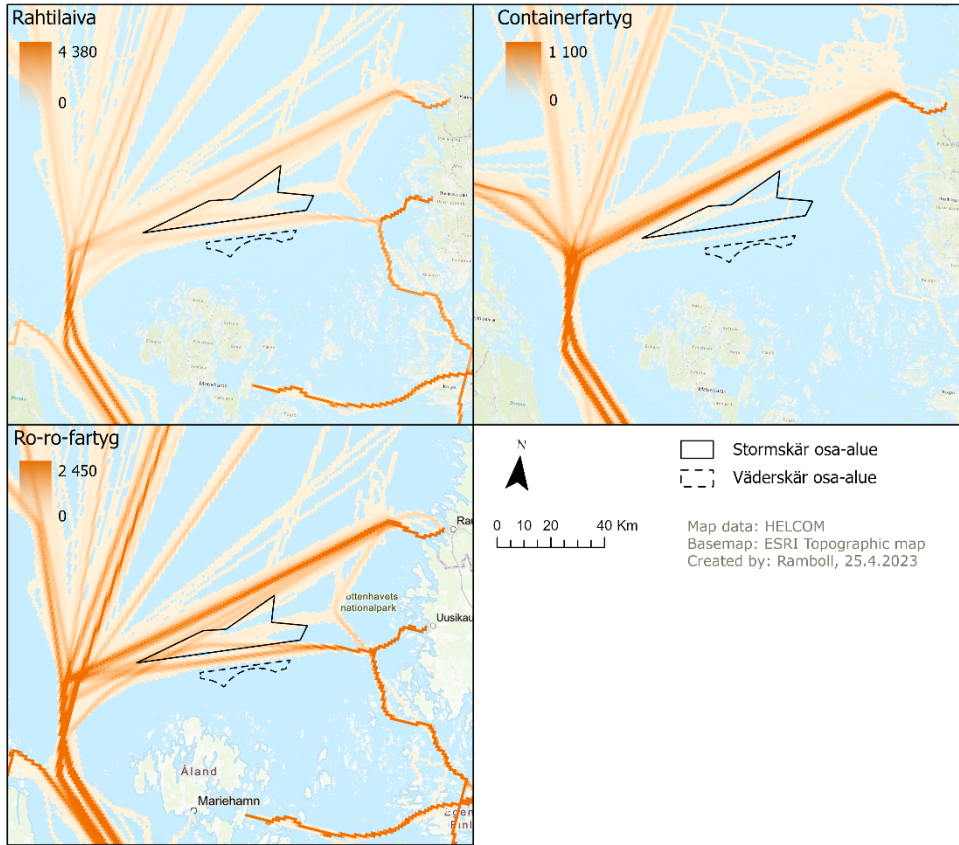 Rahtilaiva
4 380
0
Containerfartyg
1 100
0
Ro-ro-fartyg
2 450
0
Rau
ottenhavets
nationalpark
Uusikau
Åland
Mariehamn
N
0 10 20 40 Km
Stormskär osa-alue
Väderskär osa-alue
Map data: HELCOM
Basemap: ESRI Topographic map
Created by: Ramboll, 25.4.2023